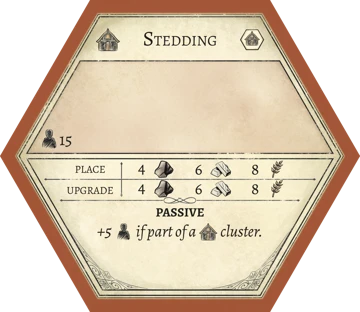 STEDDING
15
PLACE 4 6 8
UPGRADE 4 6 8
PASSIVE
+5 if part of a cluster.